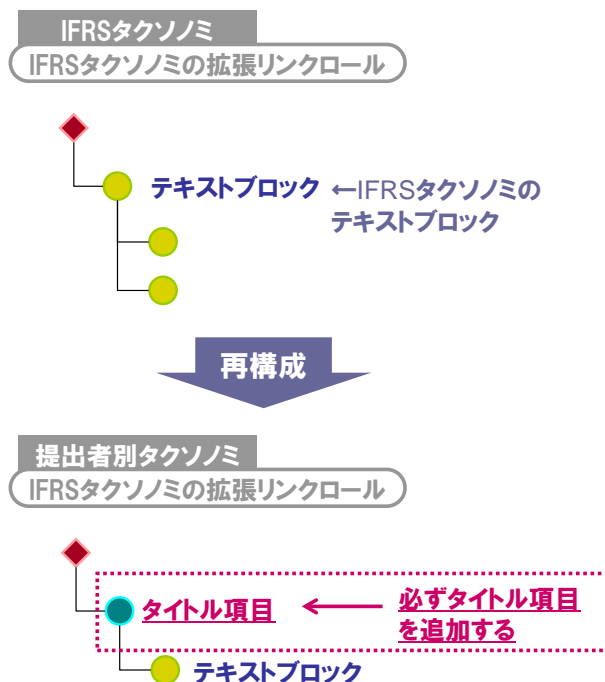 IFRSタクソノミ
IFRSタクソノミの拡張リンクロール
テキストブロック ←IFRSタクソノミの
テキストブロック
再構成
提出者別タクソノミ
IFRSタクソノミの拡張リンクロール
タイトル項目 必ずタイトル項目
を追加する
テキストブロック